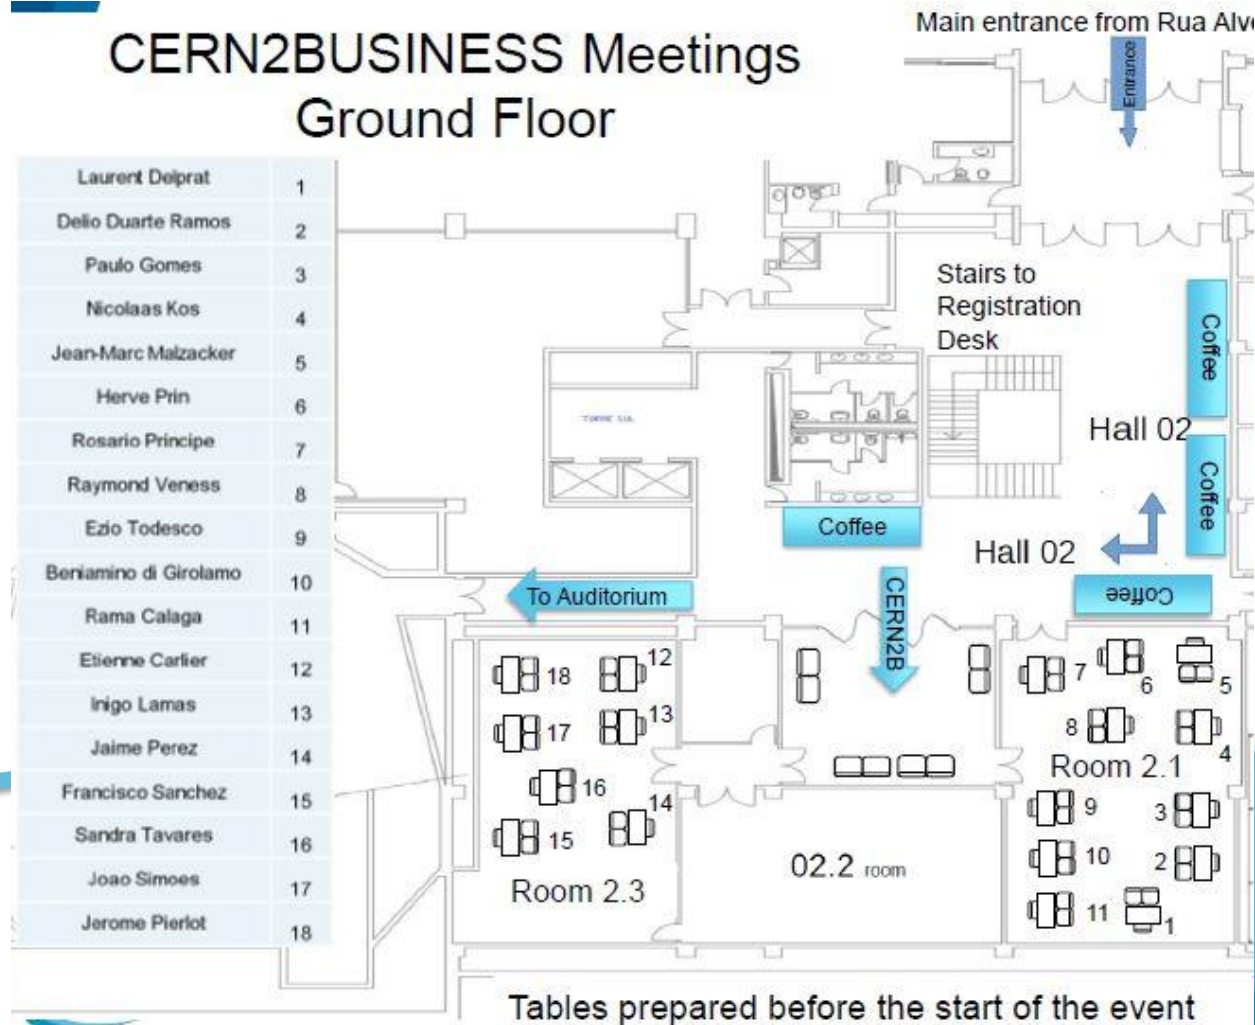 Main entrance from Rua Alve
CERN2BUSINESS Meetings
Ground Floor
Entrance
Laurent Delprat 1
Delio Duarte Ramos 2
Paulo Gomes 3
Nicolaas Kos 4
Jean-Marc Malzacker 5
Herve Prin 6
Rosario Principe 7
Raymond Veness 8
Ezio Todesco 9
Beniamino di Girolamo 10
Rama Calaga 11
Etienne Carlier 12
Inigo Lamas 13
Jaime Perez 14
Francisco Sanchez 15
Sandra Tavares 16
Joao Simoes 17
Jerome Pierlot 18
Stairs to
Registration
Desk
Coffee
Hall 02
Coffee
TORRE SUL
Coffee
Hall 02
Coffee
To Auditorium
CERN2B
18 12
17 13
16
14
15
Room 2.3
02.2 room
7 6 5
8 4
Room 2.1
9 3
10 2
11 1
Tables prepared before the start of the event